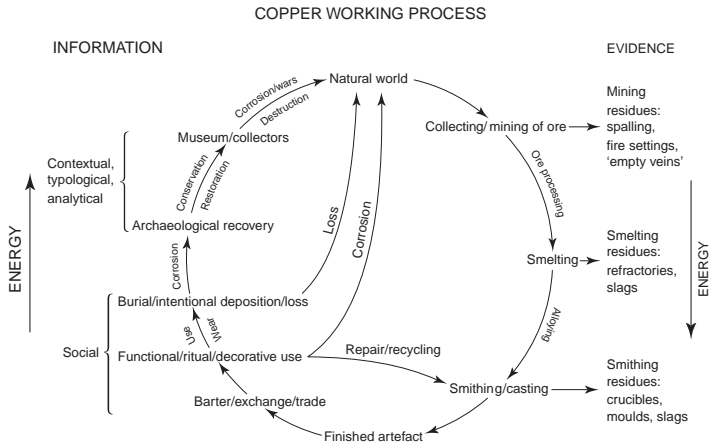 COPPER WORKING PROCESS
INFORMATION
EVIDENCE
Natural world
Corrosion/wars
Destruction
Museum/collectors
Collecting/mining of ore
Mining
residues:
spalling,
fire settings,
'empty veins'
Contextual,
typological,
analytical
Conservation
Restoration
Ore processing
Archaeological recovery
Loss
Corrosion
ENERGY
ENERGY
Corrosion
Smelting
Smelting
residues:
refractories,
slags
Burial/intentional deposition/loss
Use
Wear
Alloying
Social
Functional/ritual/decorative use
Repair/recycling
Smithing/casting
Smithing
residues:
crucibles,
moulds, slags
Barter/exchange/trade
Finished artefact